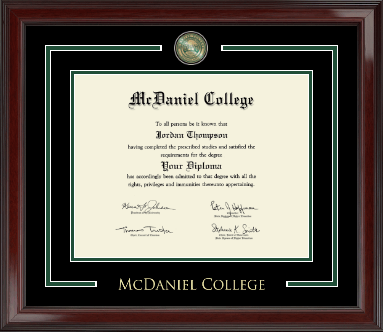 McDaniel College
To all persons be it known that
Jordan Thompson
having completed the prescribed studies and satisfied the
requirements for the degree
Your Diploma
has accordingly been admitted to that degree with all the
rights, privileges and immunities thereunto appertaining.
McDaniel College